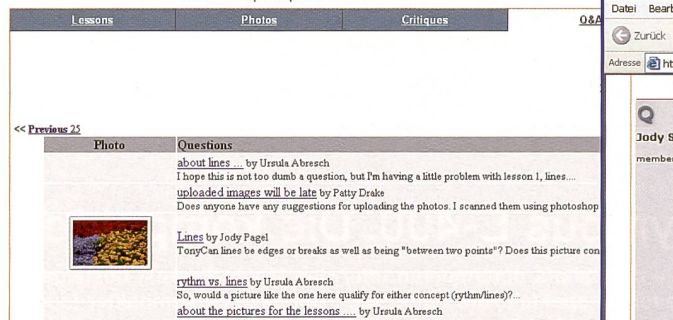 Lessons Photos Critiques Q&A
<< Previous 25
Photo Questions
about lines ... by Ursula Abresch
I hope this is not too dumb a question, but I'm having a little problem with lesson 1, lines....
uploaded images will be late by Patty Drake
Does anyone have any suggestions for uploading the photos. I scanned them using photoshop
Lines by Jody Pagel
TonyCan lines be edges or breaks as well as being "between two points"? Does this picture con
rythm vs. lines by Ursula Abresch
So, would a picture like the one here qualify for either concept (rythm/lines)?...
about the pictures for the lessons .... by Ursula Abresch
Datei Bearb
Zurück
Adresse ht
Jody S
member